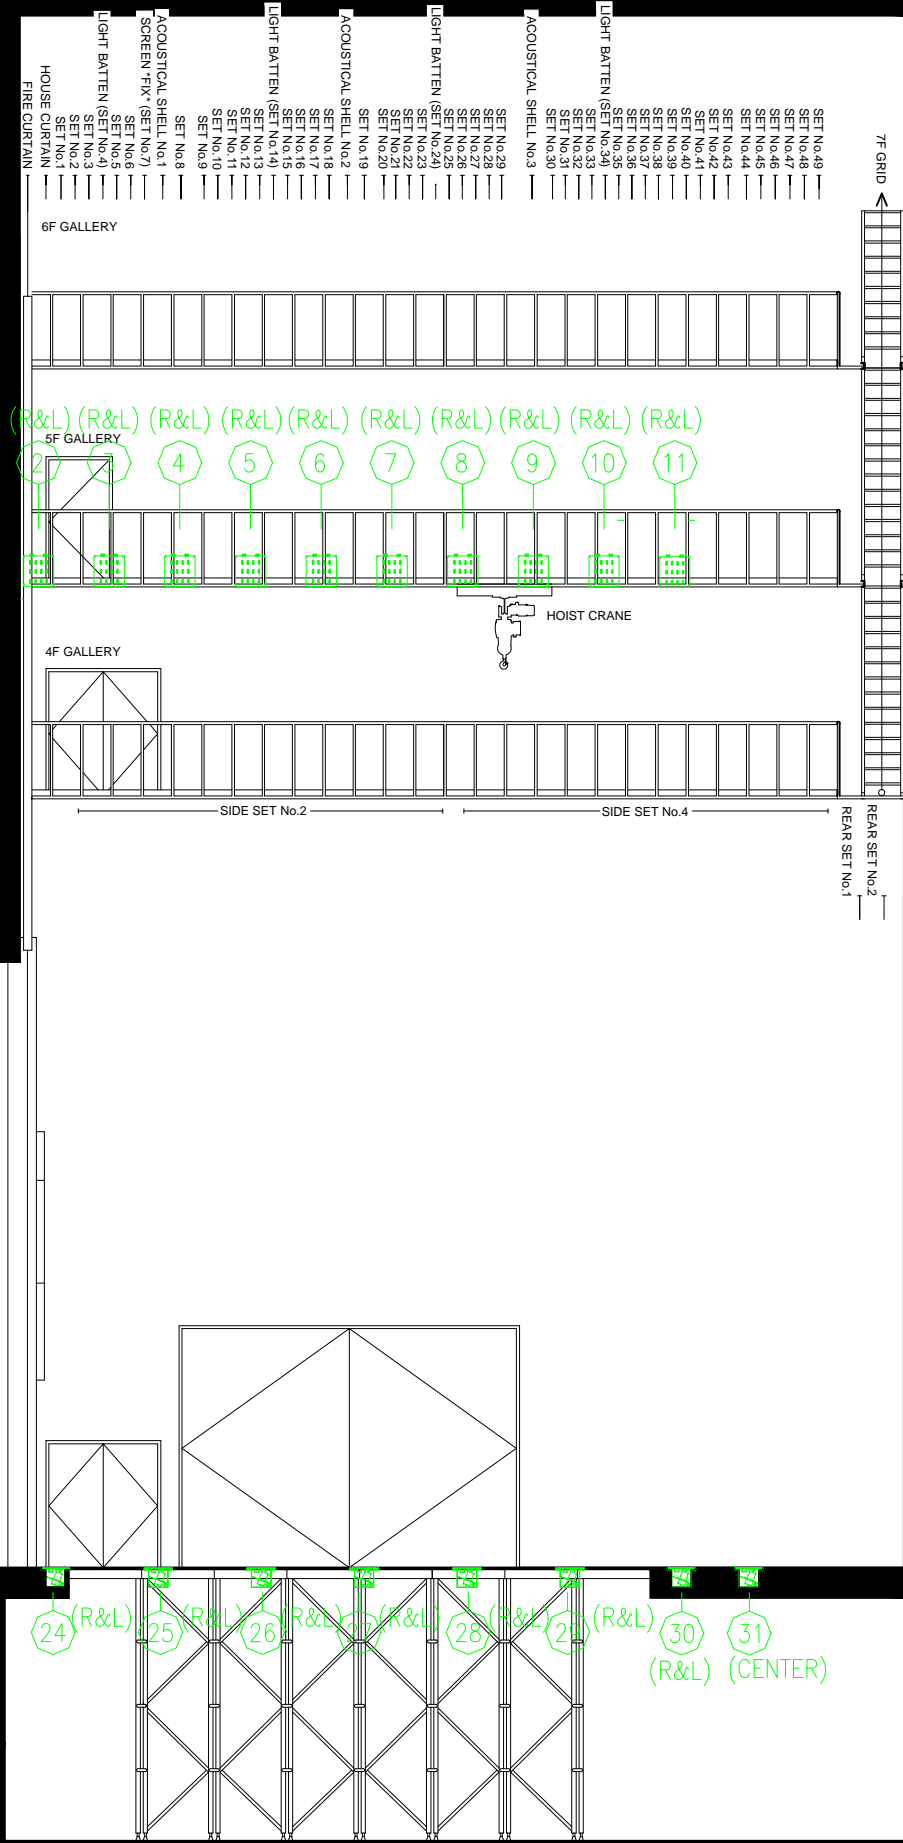 FIRE CURTAIN
HOUSE CURTAIN
SET No.1
SET No.2
SET No.3
LIGHT BATTEN (SET No.4)
SET No.5
SET No.6
SCREEN "FIX" (SET No.7)
ACOUSTICAL SHELL No.1
SET No.8
SET No.9
SET No.10
SET No.11
SET No.12
SET No.13
LIGHT BATTEN (SET No.14)
SET No.15
SET No.16
SET No.17
SET No.18
ACOUSTICAL SHELL No.2
SET No.19
SET No.20
SET No.21
SET No.22
SET No.23
LIGHT BATTEN (SET No.24)
SET No.25
SET No.26
SET No.27
SET No.28
SET No.29
ACOUSTICAL SHELL No.3
SET No.30
SET No.31
SET No.32
SET No.33
LIGHT BATTEN (SET No.34)
SET No.35
SET No.36
SET No.37
SET No.38
SET No.39
SET No.40
SET No.41
SET No.42
SET No.43
SET No.44
SET No.45
SET No.46
SET No.47
SET No.48
SET No.49
7F GRID
6F GALLERY
(R&L) (R&L) (R&L) (R&L) (R&L) (R&L) (R&L) (R&L) (R&L) (R&L)
5F GALLERY
2 3 4 5 6 7 8 9 10 11
HOIST CRANE
4F GALLERY
SIDE SET No.2
SIDE SET No.4
REAR SET No.1
REAR SET No.2
24 (R&L) 25 (R&L) 26 (R&L) 27 (R&L) 28 (R&L) 29 (R&L) 30 31
(R&L) (CENTER)